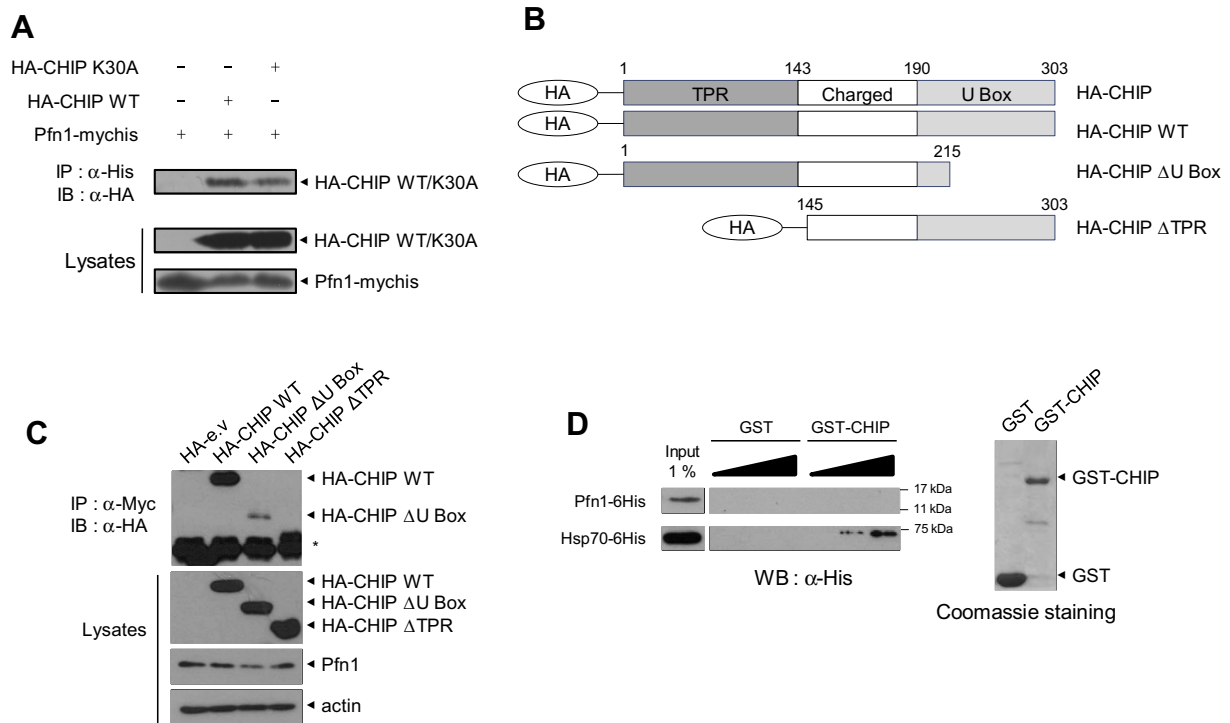 A
HA-CHIP K30A – – +
HA-CHIP WT – + –
Pfn1-mychis + + +
IP : α-His
IB : α-HA
HA-CHIP WT/K30A
Lysates
HA-CHIP WT/K30A
Pfn1-mychis
B
1 143 190 303
HA TPR Charged U Box HA-CHIP
HA HA-CHIP WT
1 215
HA HA-CHIP ΔU Box
145 303
HA HA-CHIP ΔTPR
C
HA-e.v
HA-CHIP WT
HA-CHIP ΔU Box
HA-CHIP ΔTPR
IP : α-Myc
IB : α-HA
HA-CHIP WT
HA-CHIP ΔU Box
*
Lysates
HA-CHIP WT
HA-CHIP ΔU Box
HA-CHIP ΔTPR
Pfn1
actin
D
Input
1 %
GST GST-CHIP
Pfn1-6His
17 kDa
11 kDa
Hsp70-6His
75 kDa
WB : α-His
GST
GST-CHIP
GST-CHIP
GST
Coomassie staining